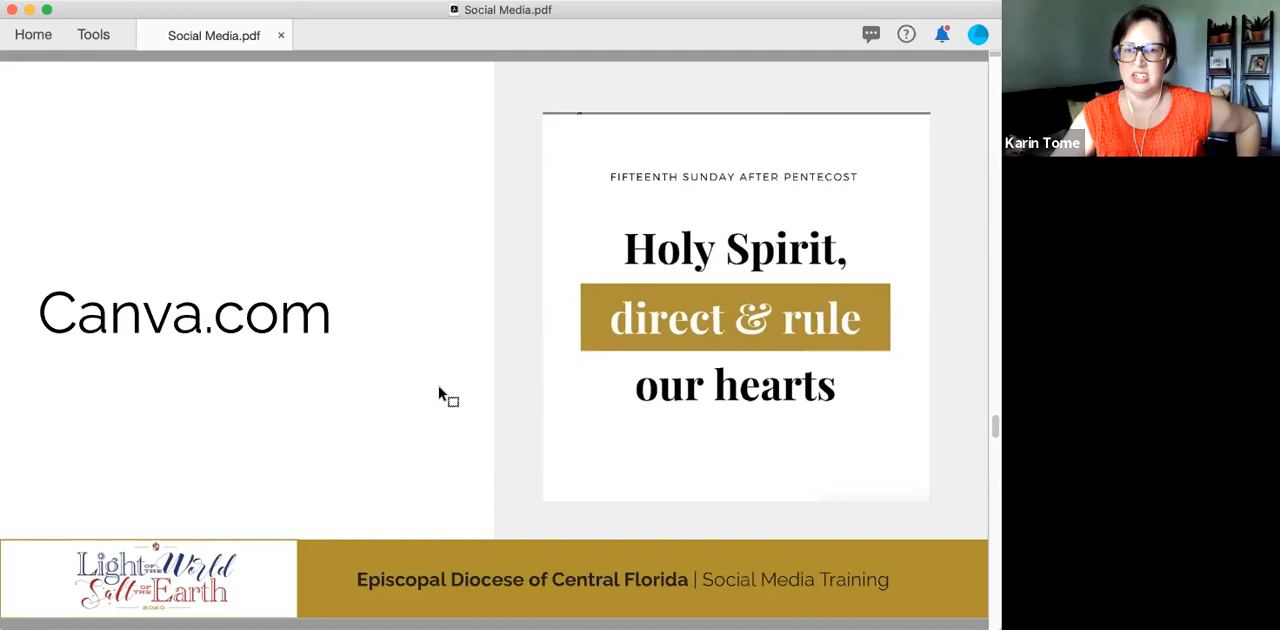 Social Media.pdf
Home Tools Social Media.pdf ×
Karin Tome
FIFTEENTH SUNDAY AFTER PENTECOST
Holy Spirit,
direct & rule
our hearts
Canva.com
Light OF THE World
Salt OF THE Earth
2020
Episcopal Diocese of Central Florida | Social Media Training